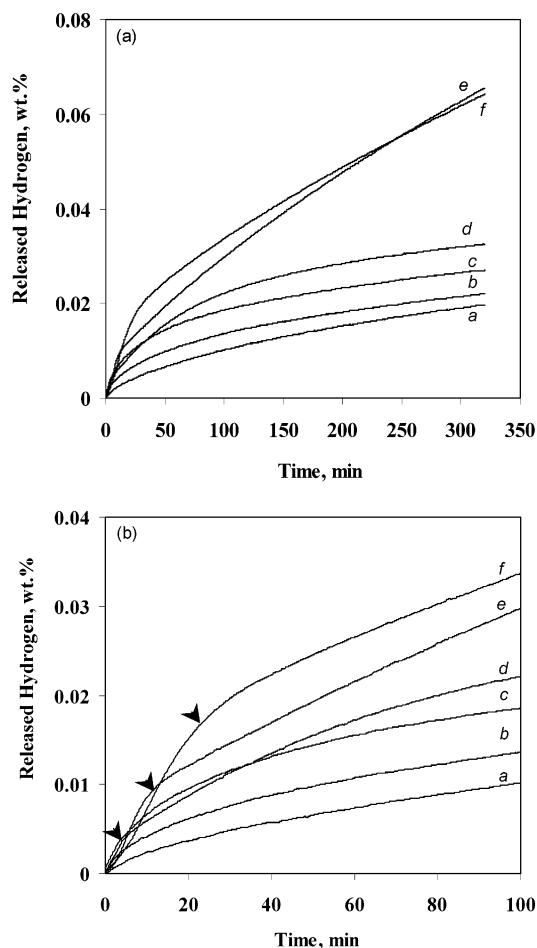 (a)
0.08
0.06
0.04
0.02
0
Released Hydrogen, wt.%
e
f
d
c
b
a
0 50 100 150 200 250 300 350
Time, min
(b)
0.04
0.03
0.02
0.01
0
Released Hydrogen, wt.%
f
e
d
c
b
a
0 20 40 60 80 100
Time, min